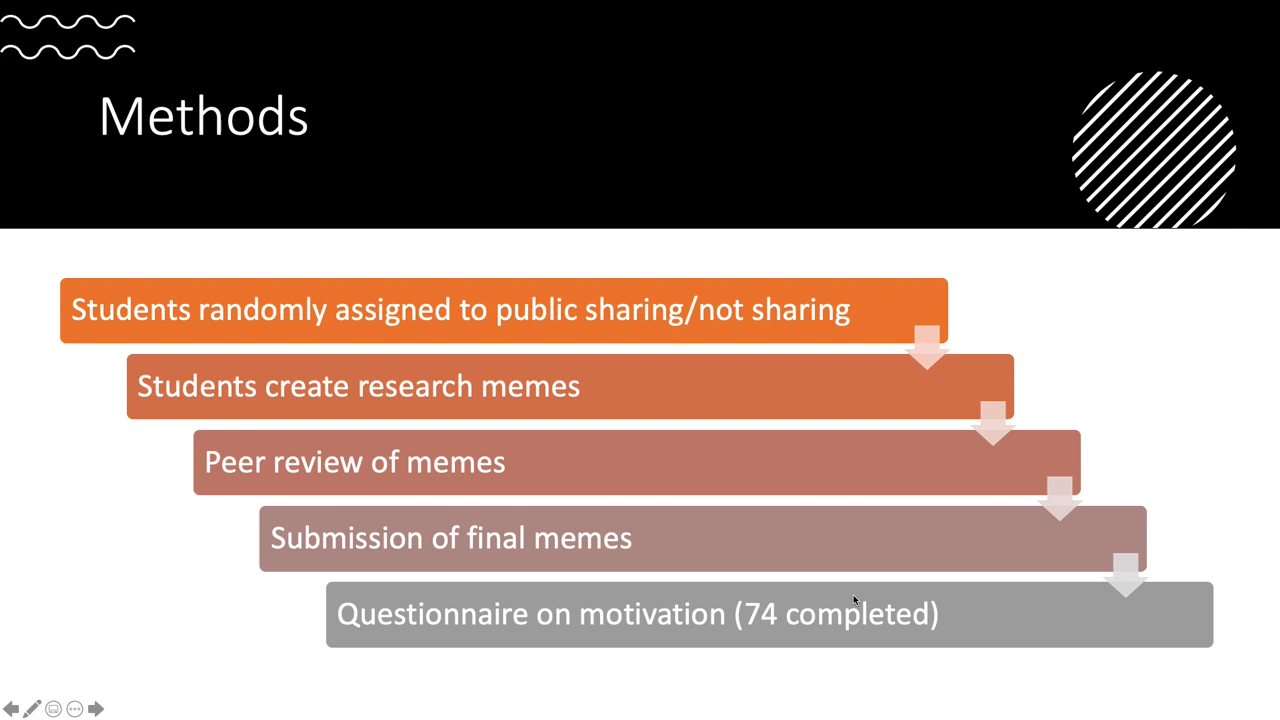 Methods
Students randomly assigned to public sharing/not sharing
Students create research memes
Peer review of memes
Submission of final memes
Questionnaire on motivation (74 completed)